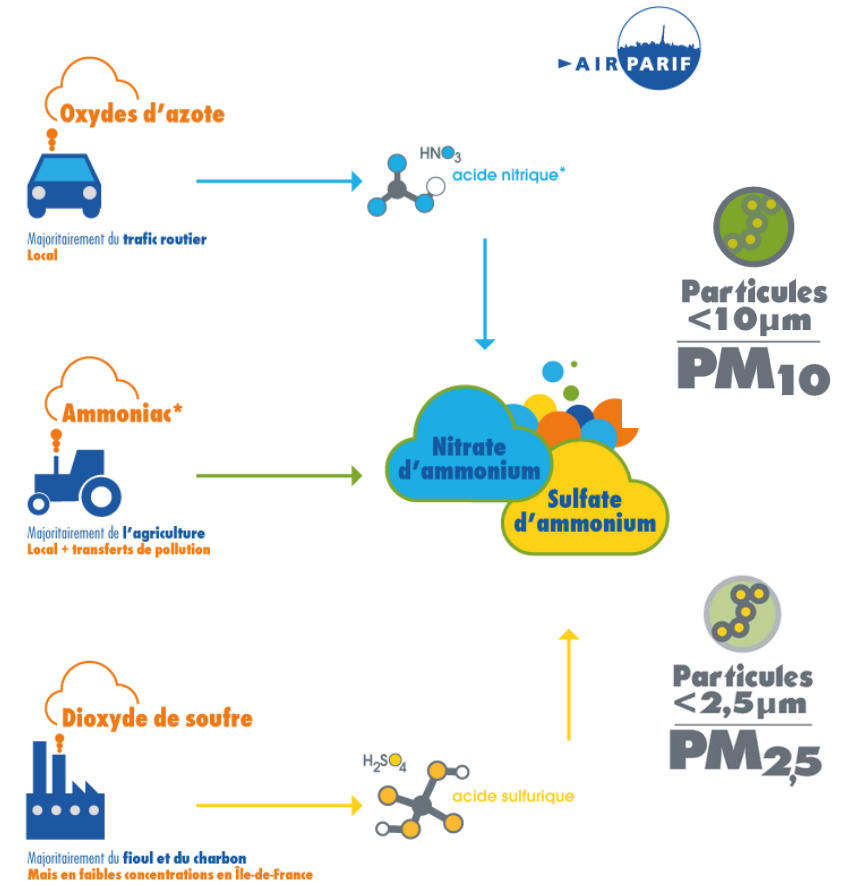 AIRPARIF
Oxydes d'azote
HNO3
acide nitrique*
Majoritairement du trafic routier
Local
Particules
<10µm
PM10
Ammoniac*
Nitrate
d'ammonium
Sulfate
d'ammonium
Majoritairement de l'agriculture
Local + transferts de pollution
Particules
<2,5µm
PM2,5
Dioxyde de soufre
H2SO4
acide sulfurique
Majoritairement du fioul et du charbon
Mais en faibles concentrations en Île-de-France